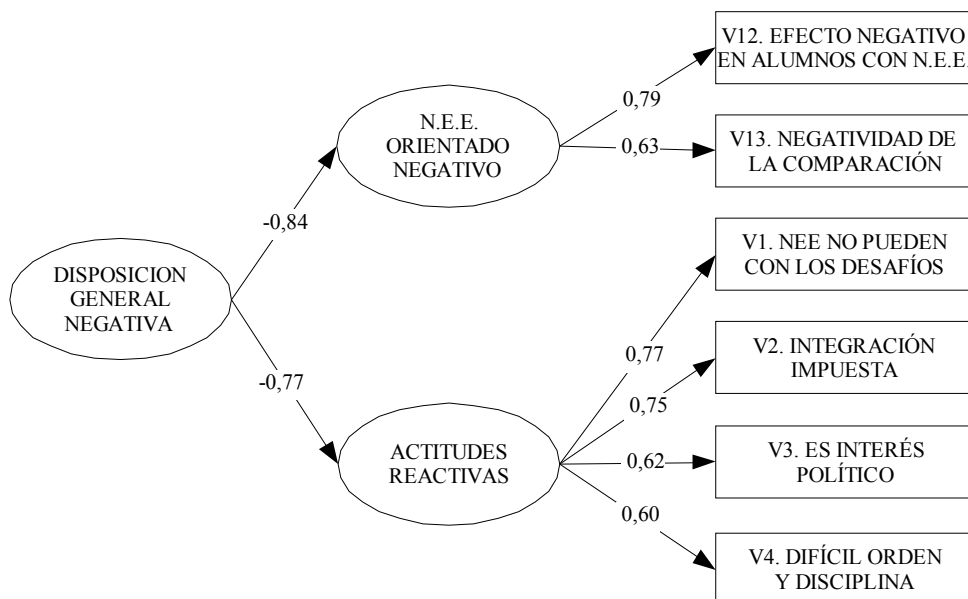 V12. EFECTO NEGATIVO
EN ALUMNOS CON N.E.E.
0,79
N.E.E.
ORIENTADO
NEGATIVO
0,63
V13. NEGATIVIDAD DE
LA COMPARACIÓN
-0,84
V1. NEE NO PUEDEN
CON LOS DESAFÍOS
DISPOSICION
GENERAL
NEGATIVA
0,77
V2. INTEGRACIÓN
IMPUESTA
-0,77
0,75
ACTITUDES
REACTIVAS
0,62
V3. ES INTERÉS
POLÍTICO
0,60
V4. DIFÍCIL ORDEN
Y DISCIPLINA